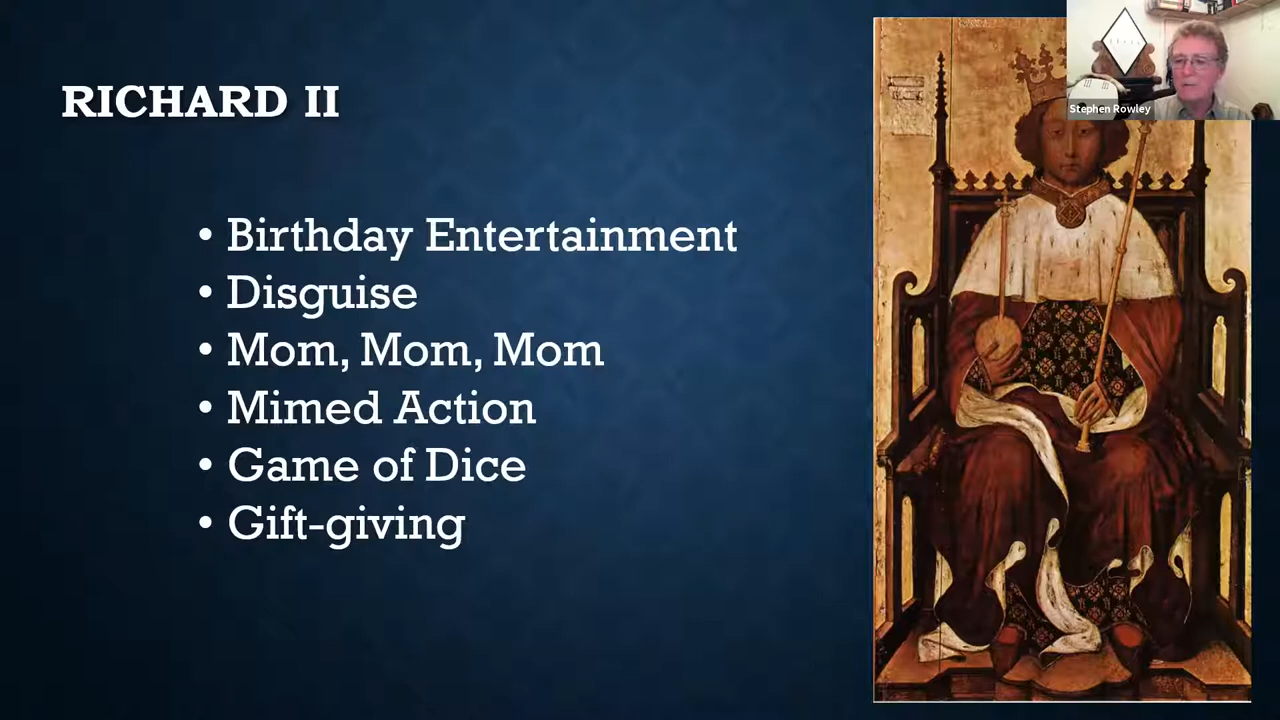 RICHARD II
• Birthday Entertainment
• Disguise
• Mom, Mom, Mom
• Mimed Action
• Game of Dice
• Gift-giving
Stephen Rowley